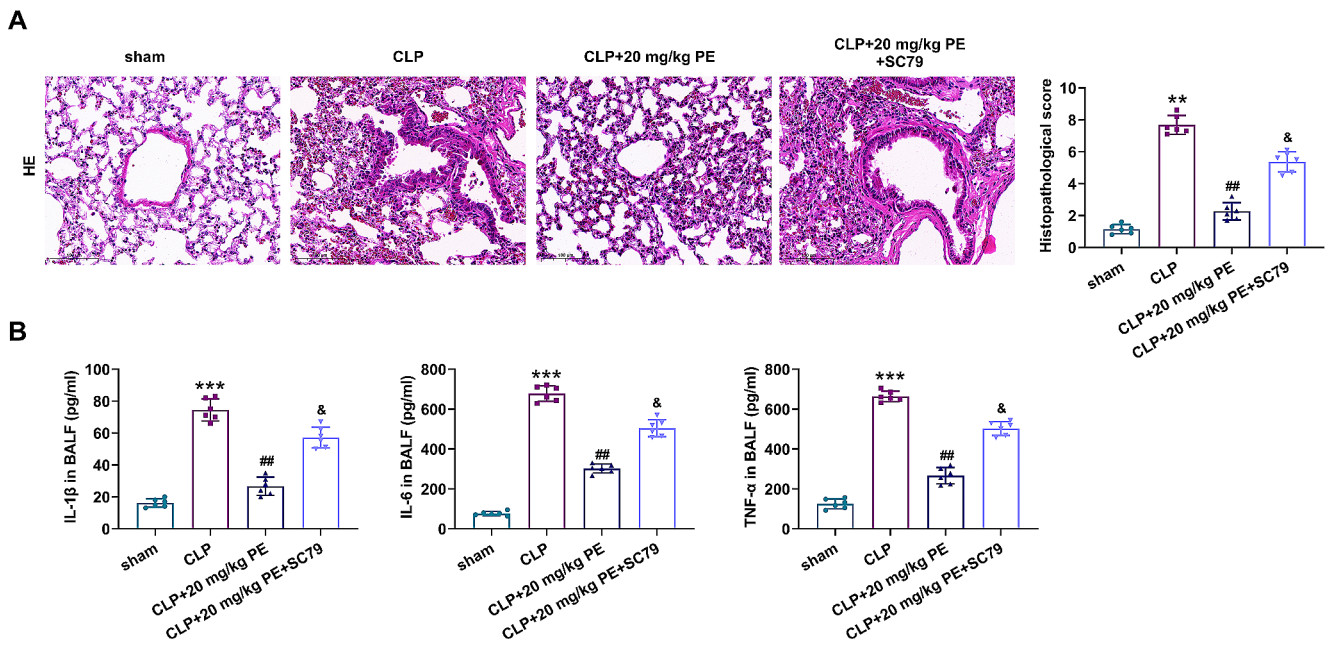 A
sham
CLP
CLP+20 mg/kg PE
CLP+20 mg/kg PE
+SC79
HE
Histopathological score
10
8
6
4
2
0
**
##
&
sham
CLP
CLP+20 mg/kg PE
CLP+20 mg/kg PE+SC79
B
IL-1β in BALF (pg/ml)
100
80
60
40
20
0
***
##
&
sham
CLP
CLP+20 mg/kg PE
CLP+20 mg/kg PE+SC79
IL-6 in BALF (pg/ml)
800
600
400
200
0
***
##
&
sham
CLP
CLP+20 mg/kg PE
CLP+20 mg/kg PE+SC79
TNF-α in BALF (pg/ml)
800
600
400
200
0
***
##
&
sham
CLP
CLP+20 mg/kg PE
CLP+20 mg/kg PE+SC79